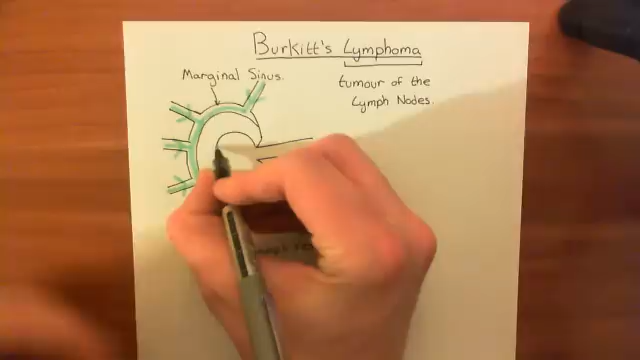 Burkitt's Lymphoma
Marginal Sinus.
tumour of the
Lymph Nodes.